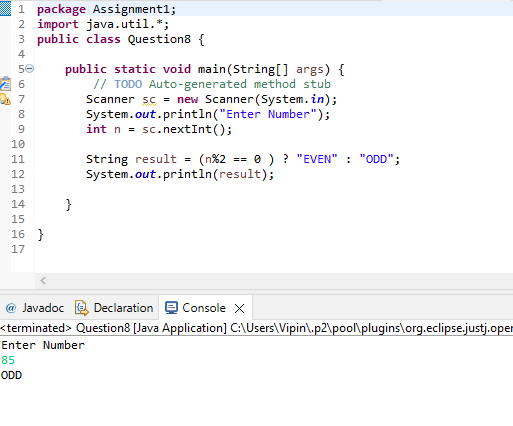 1 package Assignment1;
2 import java.util.*;
3 public class Question8 {
4
5 public static void main(String[] args) {
6 // TODO Auto-generated method stub
7 Scanner sc = new Scanner(System.in);
8 System.out.println("Enter Number");
9 int n = sc.nextInt();
10
11 String result = (n%2 == 0 ) ? "EVEN" : "ODD";
12 System.out.println(result);
13
14 }
15
16 }
17
@ Javadoc Declaration Console
<terminated> Question8 [Java Application] C:\Users\Vipin\.p2\pool\plugins\org.eclipse.justj.oper
Enter Number
85
ODD